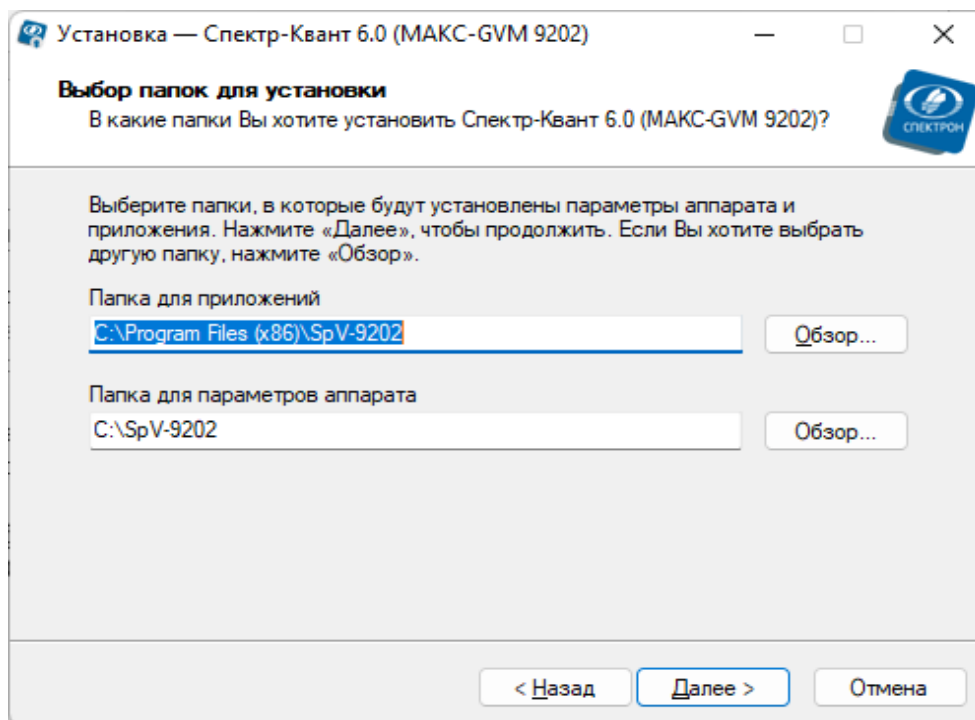 Установка — Спектр-Квант 6.0 (МАКС-GVM 9202)
Выбор папок для установки
В какие папки Вы хотите установить Спектр-Квант 6.0 (МАКС-GVM 9202)?
СПЕКТРОН
Выберите папки, в которые будут установлены параметры аппарата и
приложения. Нажмите «Далее», чтобы продолжить. Если Вы хотите выбрать
другую папку, нажмите «Обзор».
Папка для приложений
C:\Program Files (x86)\SpV-9202
Обзор...
Папка для параметров аппарата
C:\SpV-9202
Обзор...
< Назад
Далее >
Отмена